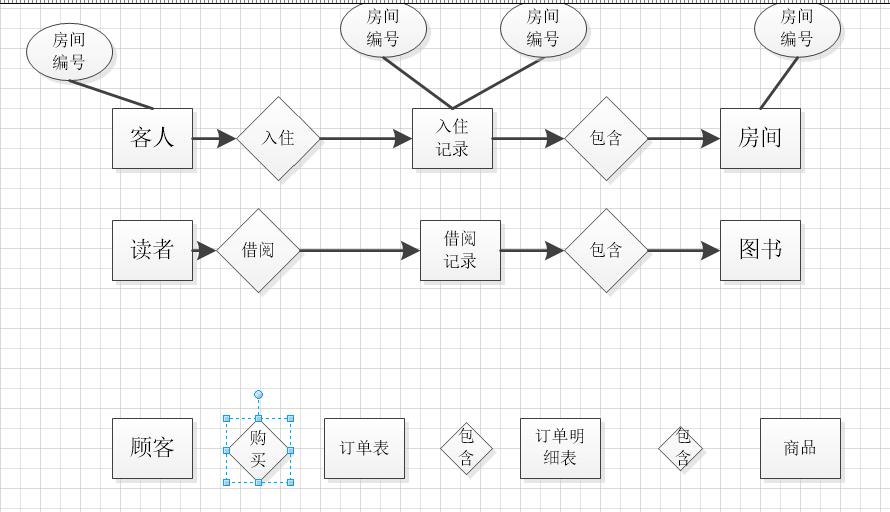 房间
编号
房间
编号
房间
编号
房间
编号
客人
入住
入住
记录
包含
房间
读者
借阅
借阅
记录
包含
图书
顾客
购
买
订单表
包
含
订单明
细表
包
含
商品